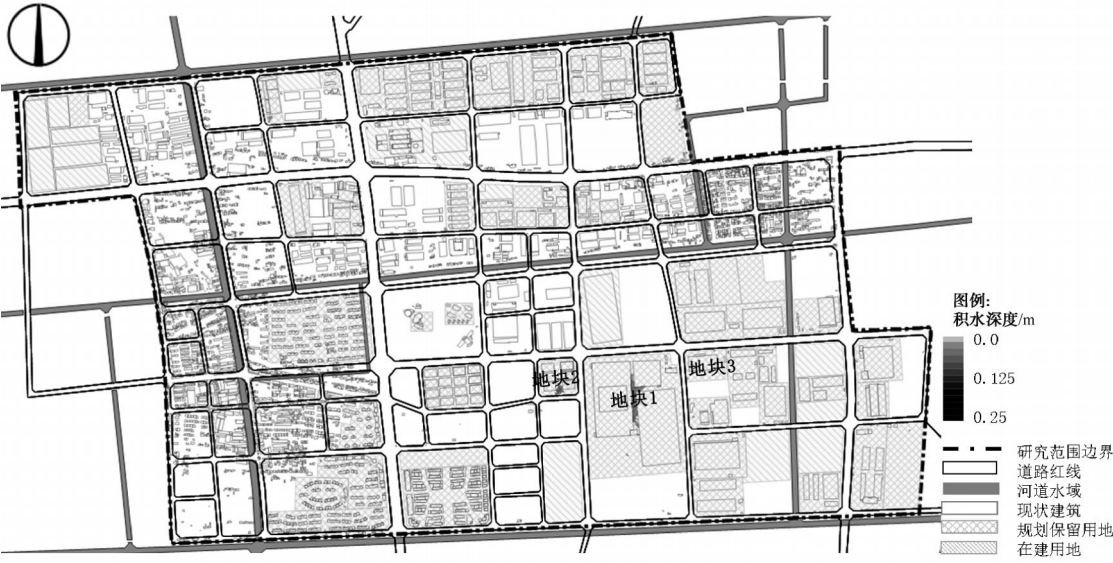 图例:
积水深度/m
0.0
0.125
0.25
地块2
地块3
地块1
研究范围边界
道路红线
河道水域
现状建筑
规划保留用地
在建用地